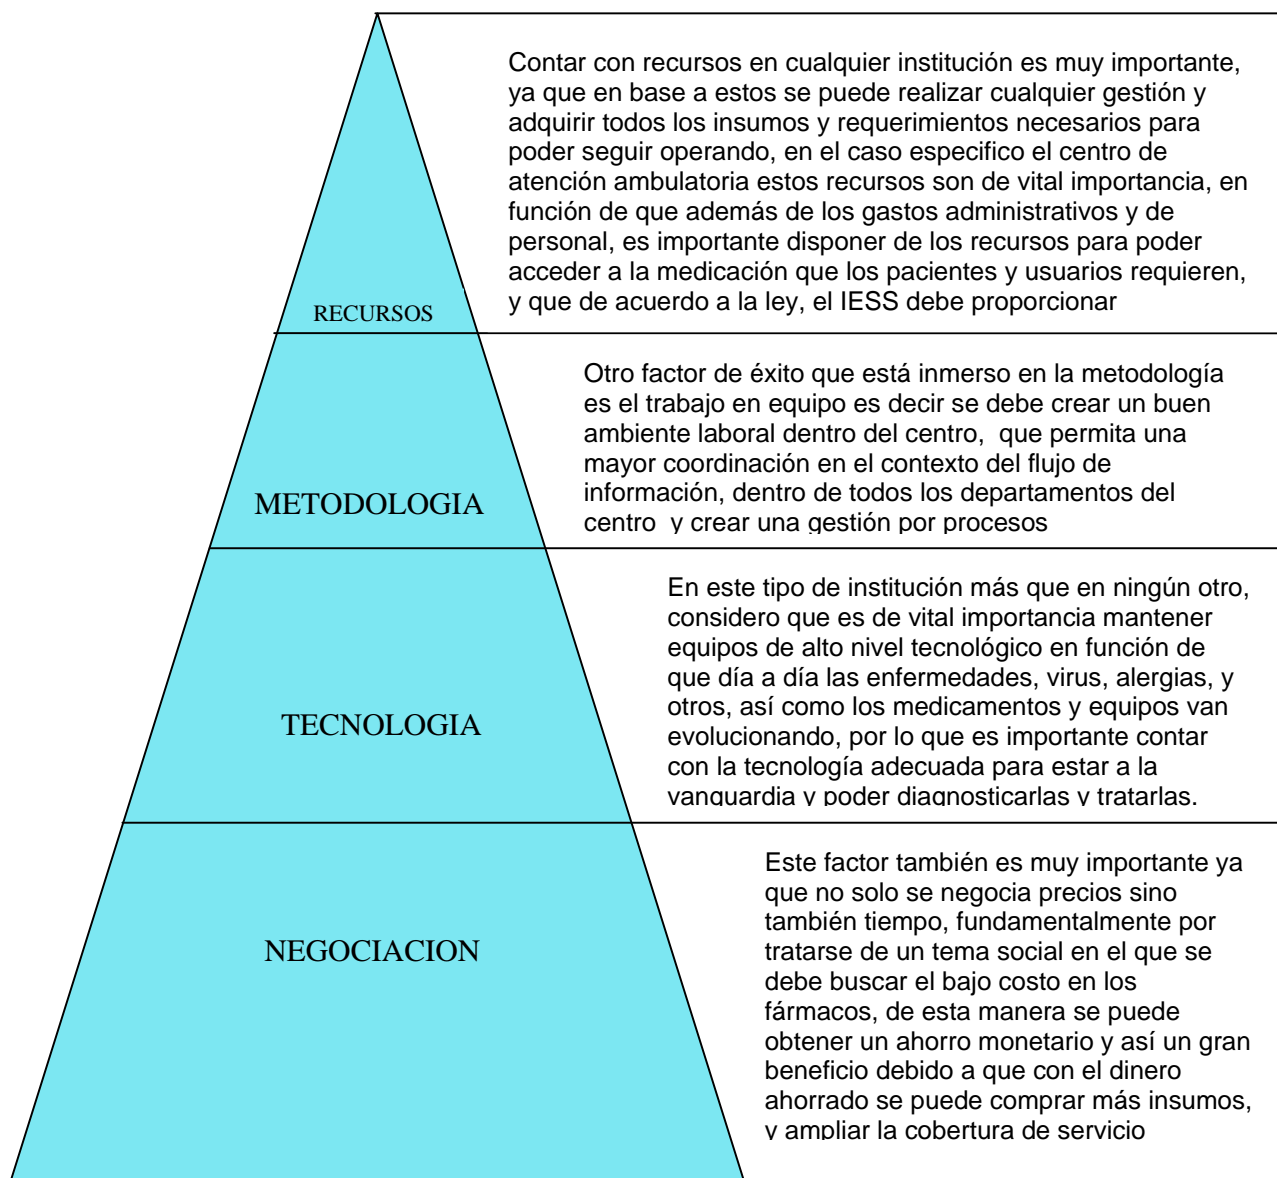 Contar con recursos en cualquier institución es muy importante,
ya que en base a estos se puede realizar cualquier gestión y
adquirir todos los insumos y requerimientos necesarios para
poder seguir operando, en el caso especifico el centro de
atención ambulatoria estos recursos son de vital importancia, en
función de que además de los gastos administrativos y de
personal, es importante disponer de los recursos para poder
acceder a la medicación que los pacientes y usuarios requieren,
y que de acuerdo a la ley, el IESS debe proporcionar
RECURSOS
Otro factor de éxito que está inmerso en la metodología
es el trabajo en equipo es decir se debe crear un buen
ambiente laboral dentro del centro, que permita una
mayor coordinación en el contexto del flujo de
información, dentro de todos los departamentos del
centro y crear una gestión por procesos
METODOLOGIA
En este tipo de institución más que en ningún otro,
considero que es de vital importancia mantener
equipos de alto nivel tecnológico en función de
que día a día las enfermedades, virus, alergias, y
otros, así como los medicamentos y equipos van
evolucionando, por lo que es importante contar
con la tecnología adecuada para estar a la
vanguardia y poder diagnosticarlas y tratarlas.
TECNOLOGIA
Este factor también es muy importante ya
que no solo se negocia precios sino
también tiempo, fundamentalmente por
tratarse de un tema social en el que se
debe buscar el bajo costo en los
fármacos, de esta manera se puede
obtener un ahorro monetario y así un gran
beneficio debido a que con el dinero
ahorrado se puede comprar más insumos,
y ampliar la cobertura de servicio
NEGOCIACION